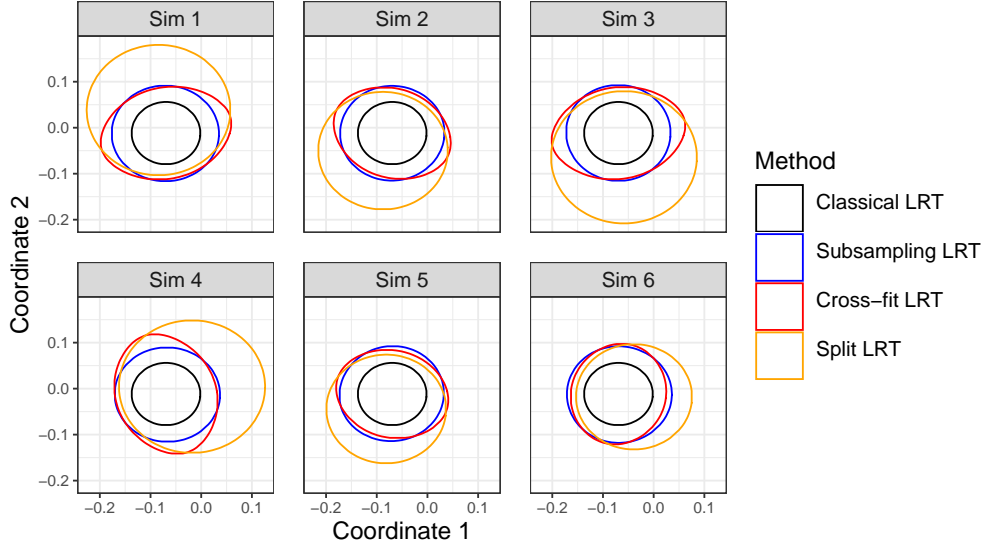 Sim 1
Sim 2
Sim 3
0.1
0.0
−0.1
−0.2
Sim 4
Sim 5
Sim 6
0.1
0.0
−0.1
−0.2
−0.2 −0.1 0.0 0.1
−0.2 −0.1 0.0 0.1
−0.2 −0.1 0.0 0.1
Coordinate 1
Coordinate 2
Method
Classical LRT
Subsampling LRT
Cross−fit LRT
Split LRT